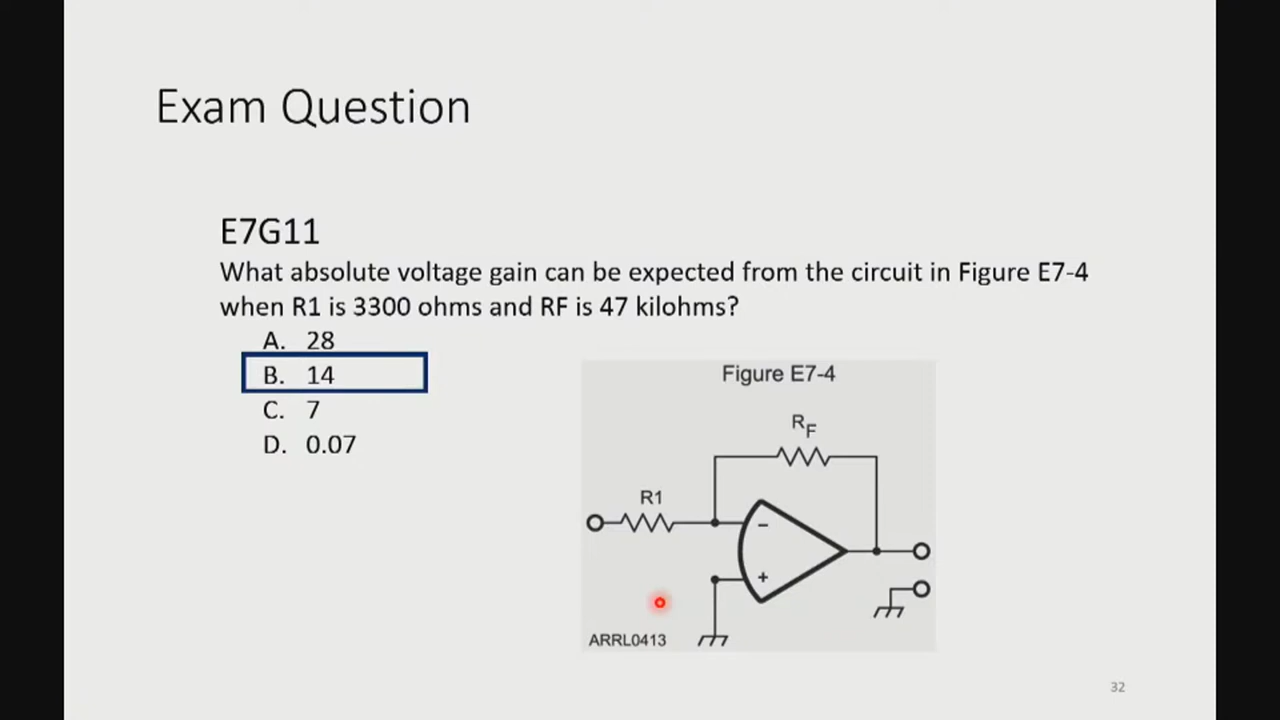 Exam Question
E7G11
What absolute voltage gain can be expected from the circuit in Figure E7-4
when R1 is 3300 ohms and RF is 47 kilohms?
A. 28
B. 14
C. 7
D. 0.07
Figure E7-4
RF
R1
−
+
ARRL0413
32